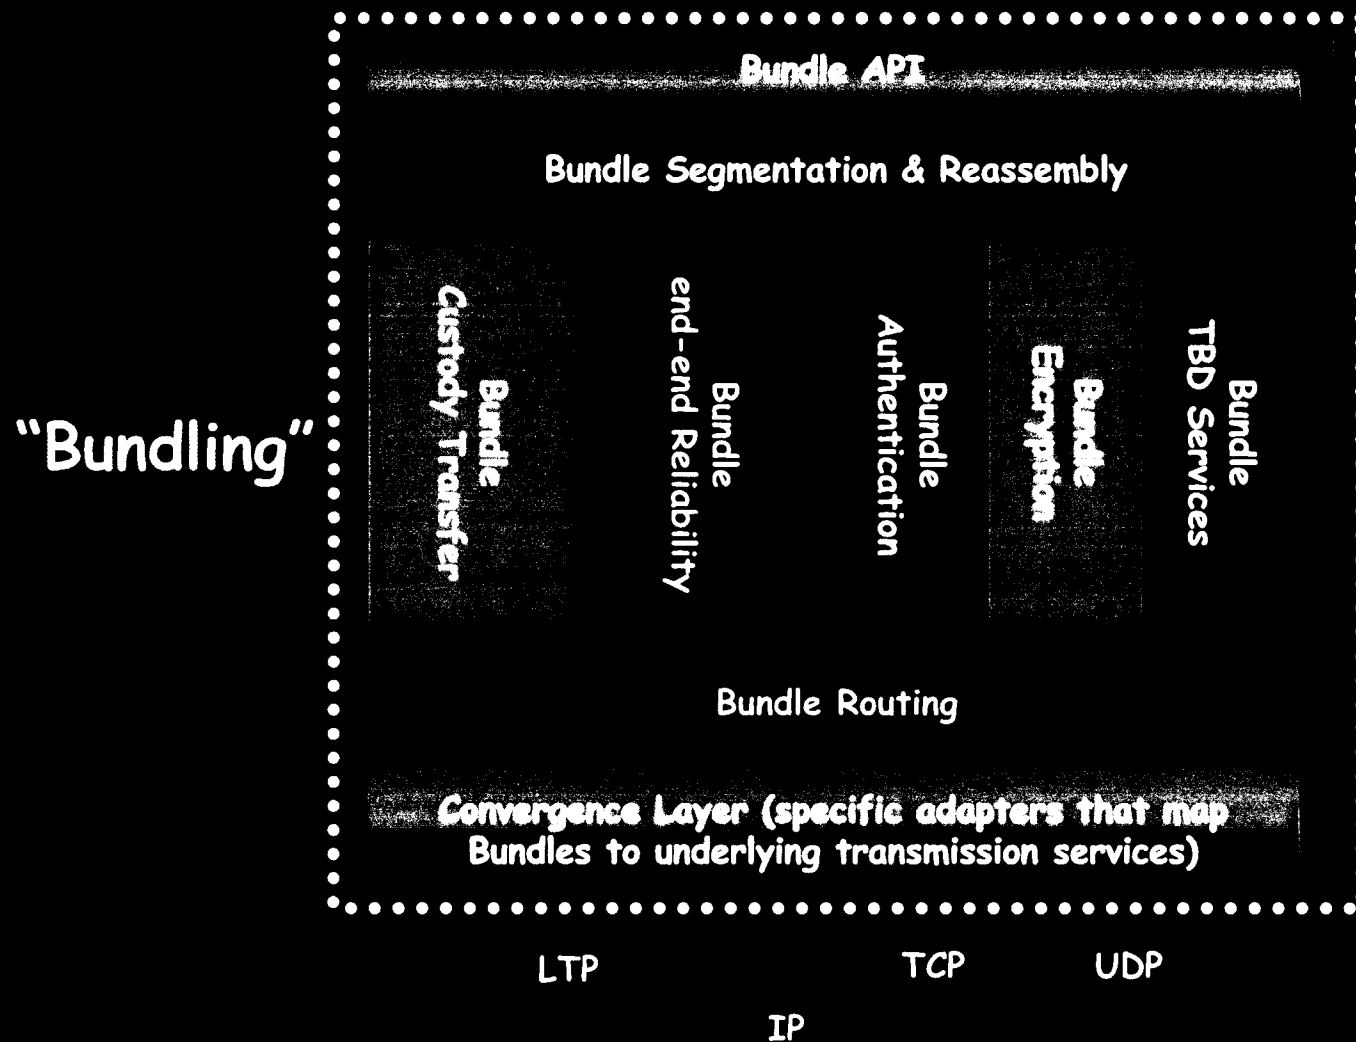 Bundle API
Bundle Segmentation & Reassembly
"Bundling"
Bundle
Custody Transfer
Bundle
end-end Reliability
Bundle
Authentication
Bundle
Encryption
Bundle
TBD Services
Bundle Routing
Convergence Layer (specific adapters that map
Bundles to underlying transmission services)
LTP
TCP
UDP
IP